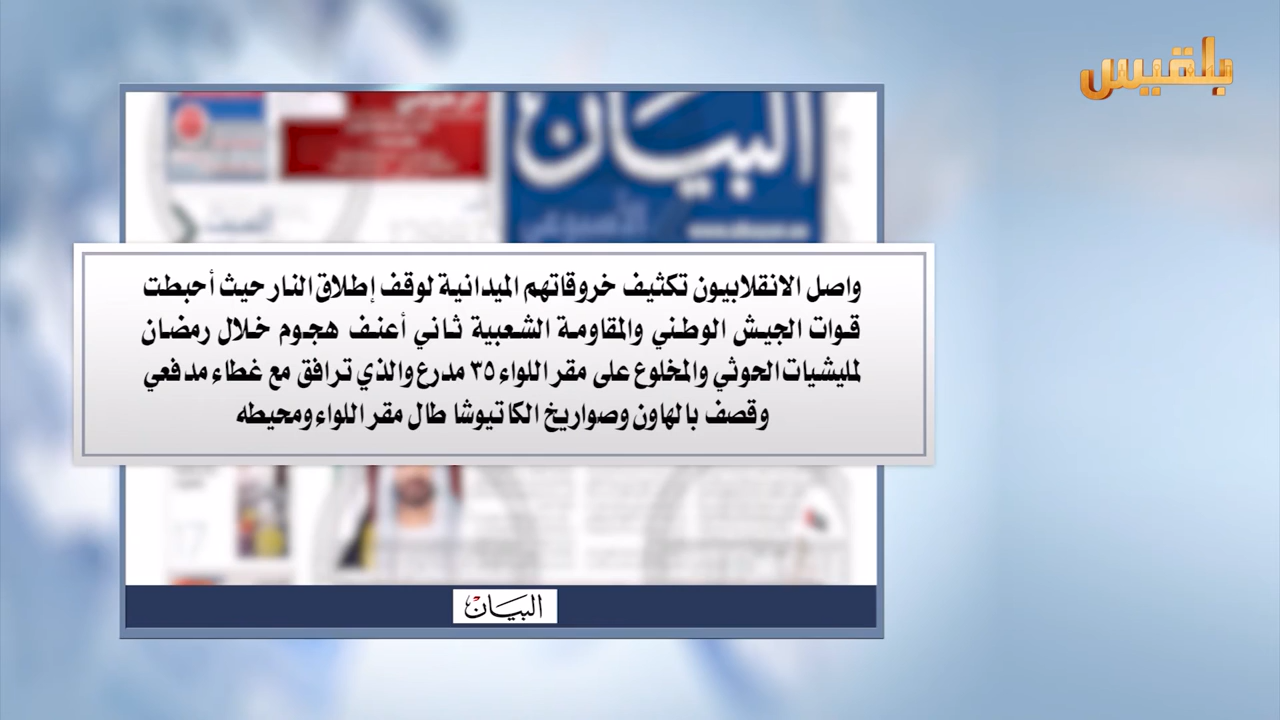 بلقيس
البيان
الأسبوعي
واصل الانقلابيون تكثيف خروقاتهم الميدانية لوقف إطلاق النار حيث أحبطت
قوات الجيش الوطني والمقاومة الشعبية ثاني أعنف هجوم خلال رمضان
لمليشيات الحوثي والمخلوع على مقر اللواء ٣٥ مدرع والذي ترافق مع غطاء مدفعي
وقصف بالهاون وصواريخ الكاتيوشا طال مقر اللواء ومحيطه
البيان